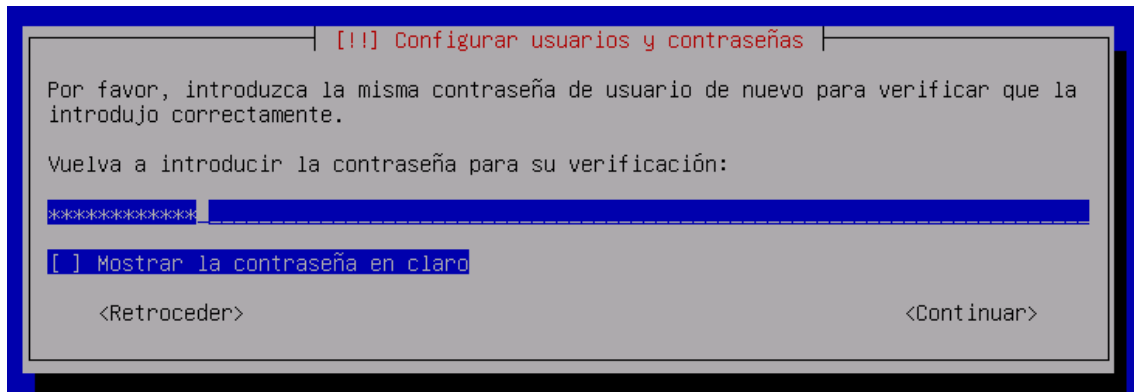 [!!] Configurar usuarios y contraseñas
Por favor, introduzca la misma contraseña de usuario de nuevo para verificar que la
introdujo correctamente.
Vuelva a introducir la contraseña para su verificación:
************_______________________________________________________________________
[ ] Mostrar la contraseña en claro
<Retroceder> <Continuar>